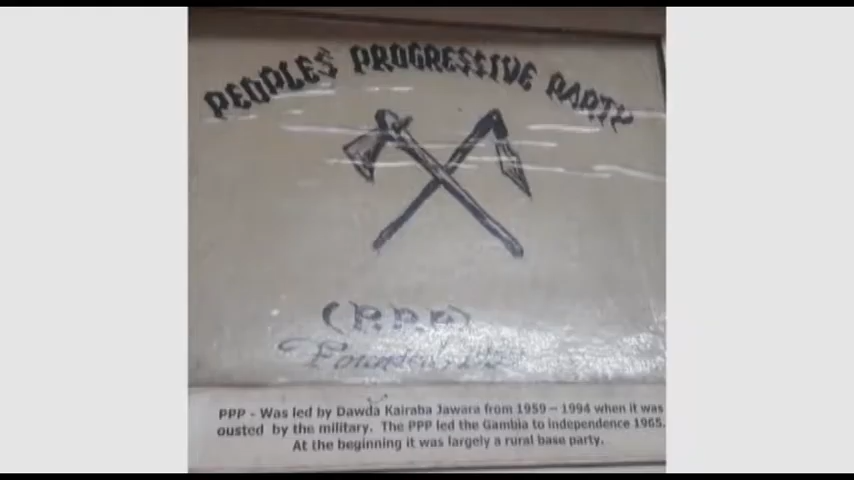 PEOPLES PROGRESSIVE PARTY
(P.P.P)
Founded
PPP - Was led by Dawda Kairaba Jawara from 1959 – 1994 when it was
ousted by the military. The PPP led the Gambia to independence 1965.
At the beginning it was largely a rural base party.